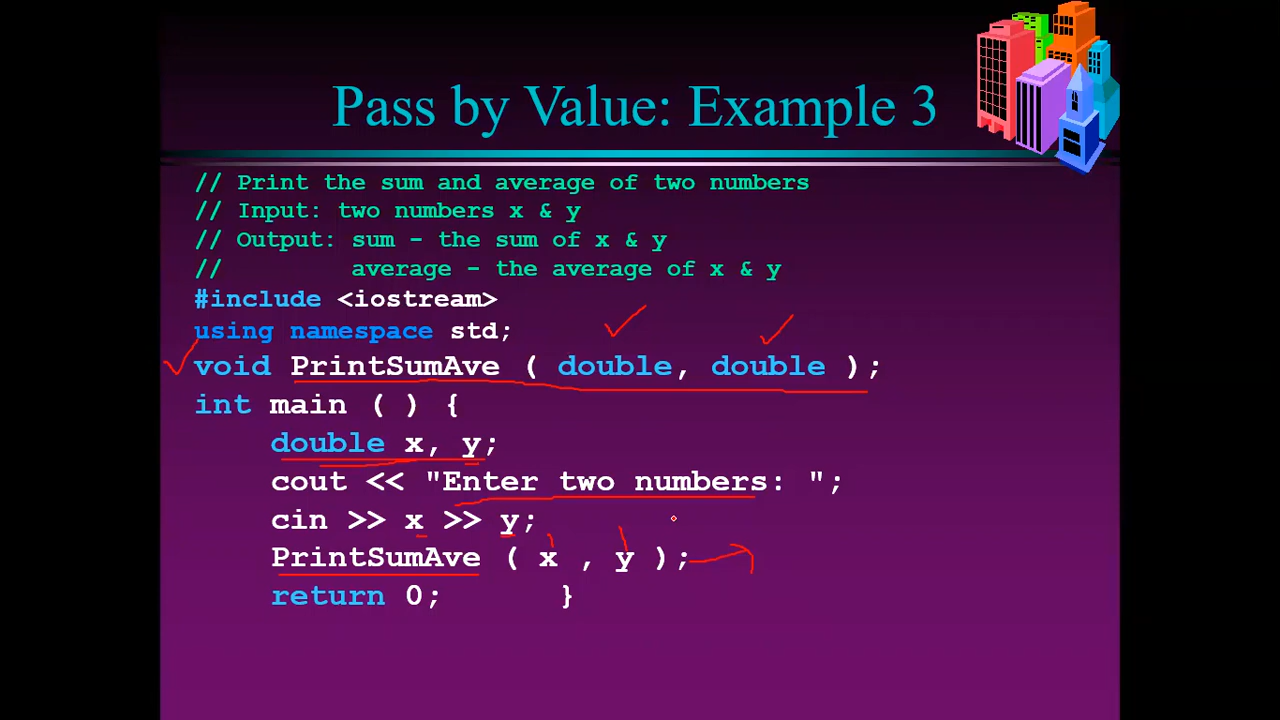 Pass by Value: Example 3
// Print the sum and average of two numbers
// Input: two numbers x & y
// Output: sum - the sum of x & y
//         average - the average of x & y
#include <iostream>
using namespace std;
void PrintSumAve ( double, double );
int main ( ) {
    double x, y;
    cout << "Enter two numbers: ";
    cin >> x >> y;
    PrintSumAve ( x , y );
    return 0;      }